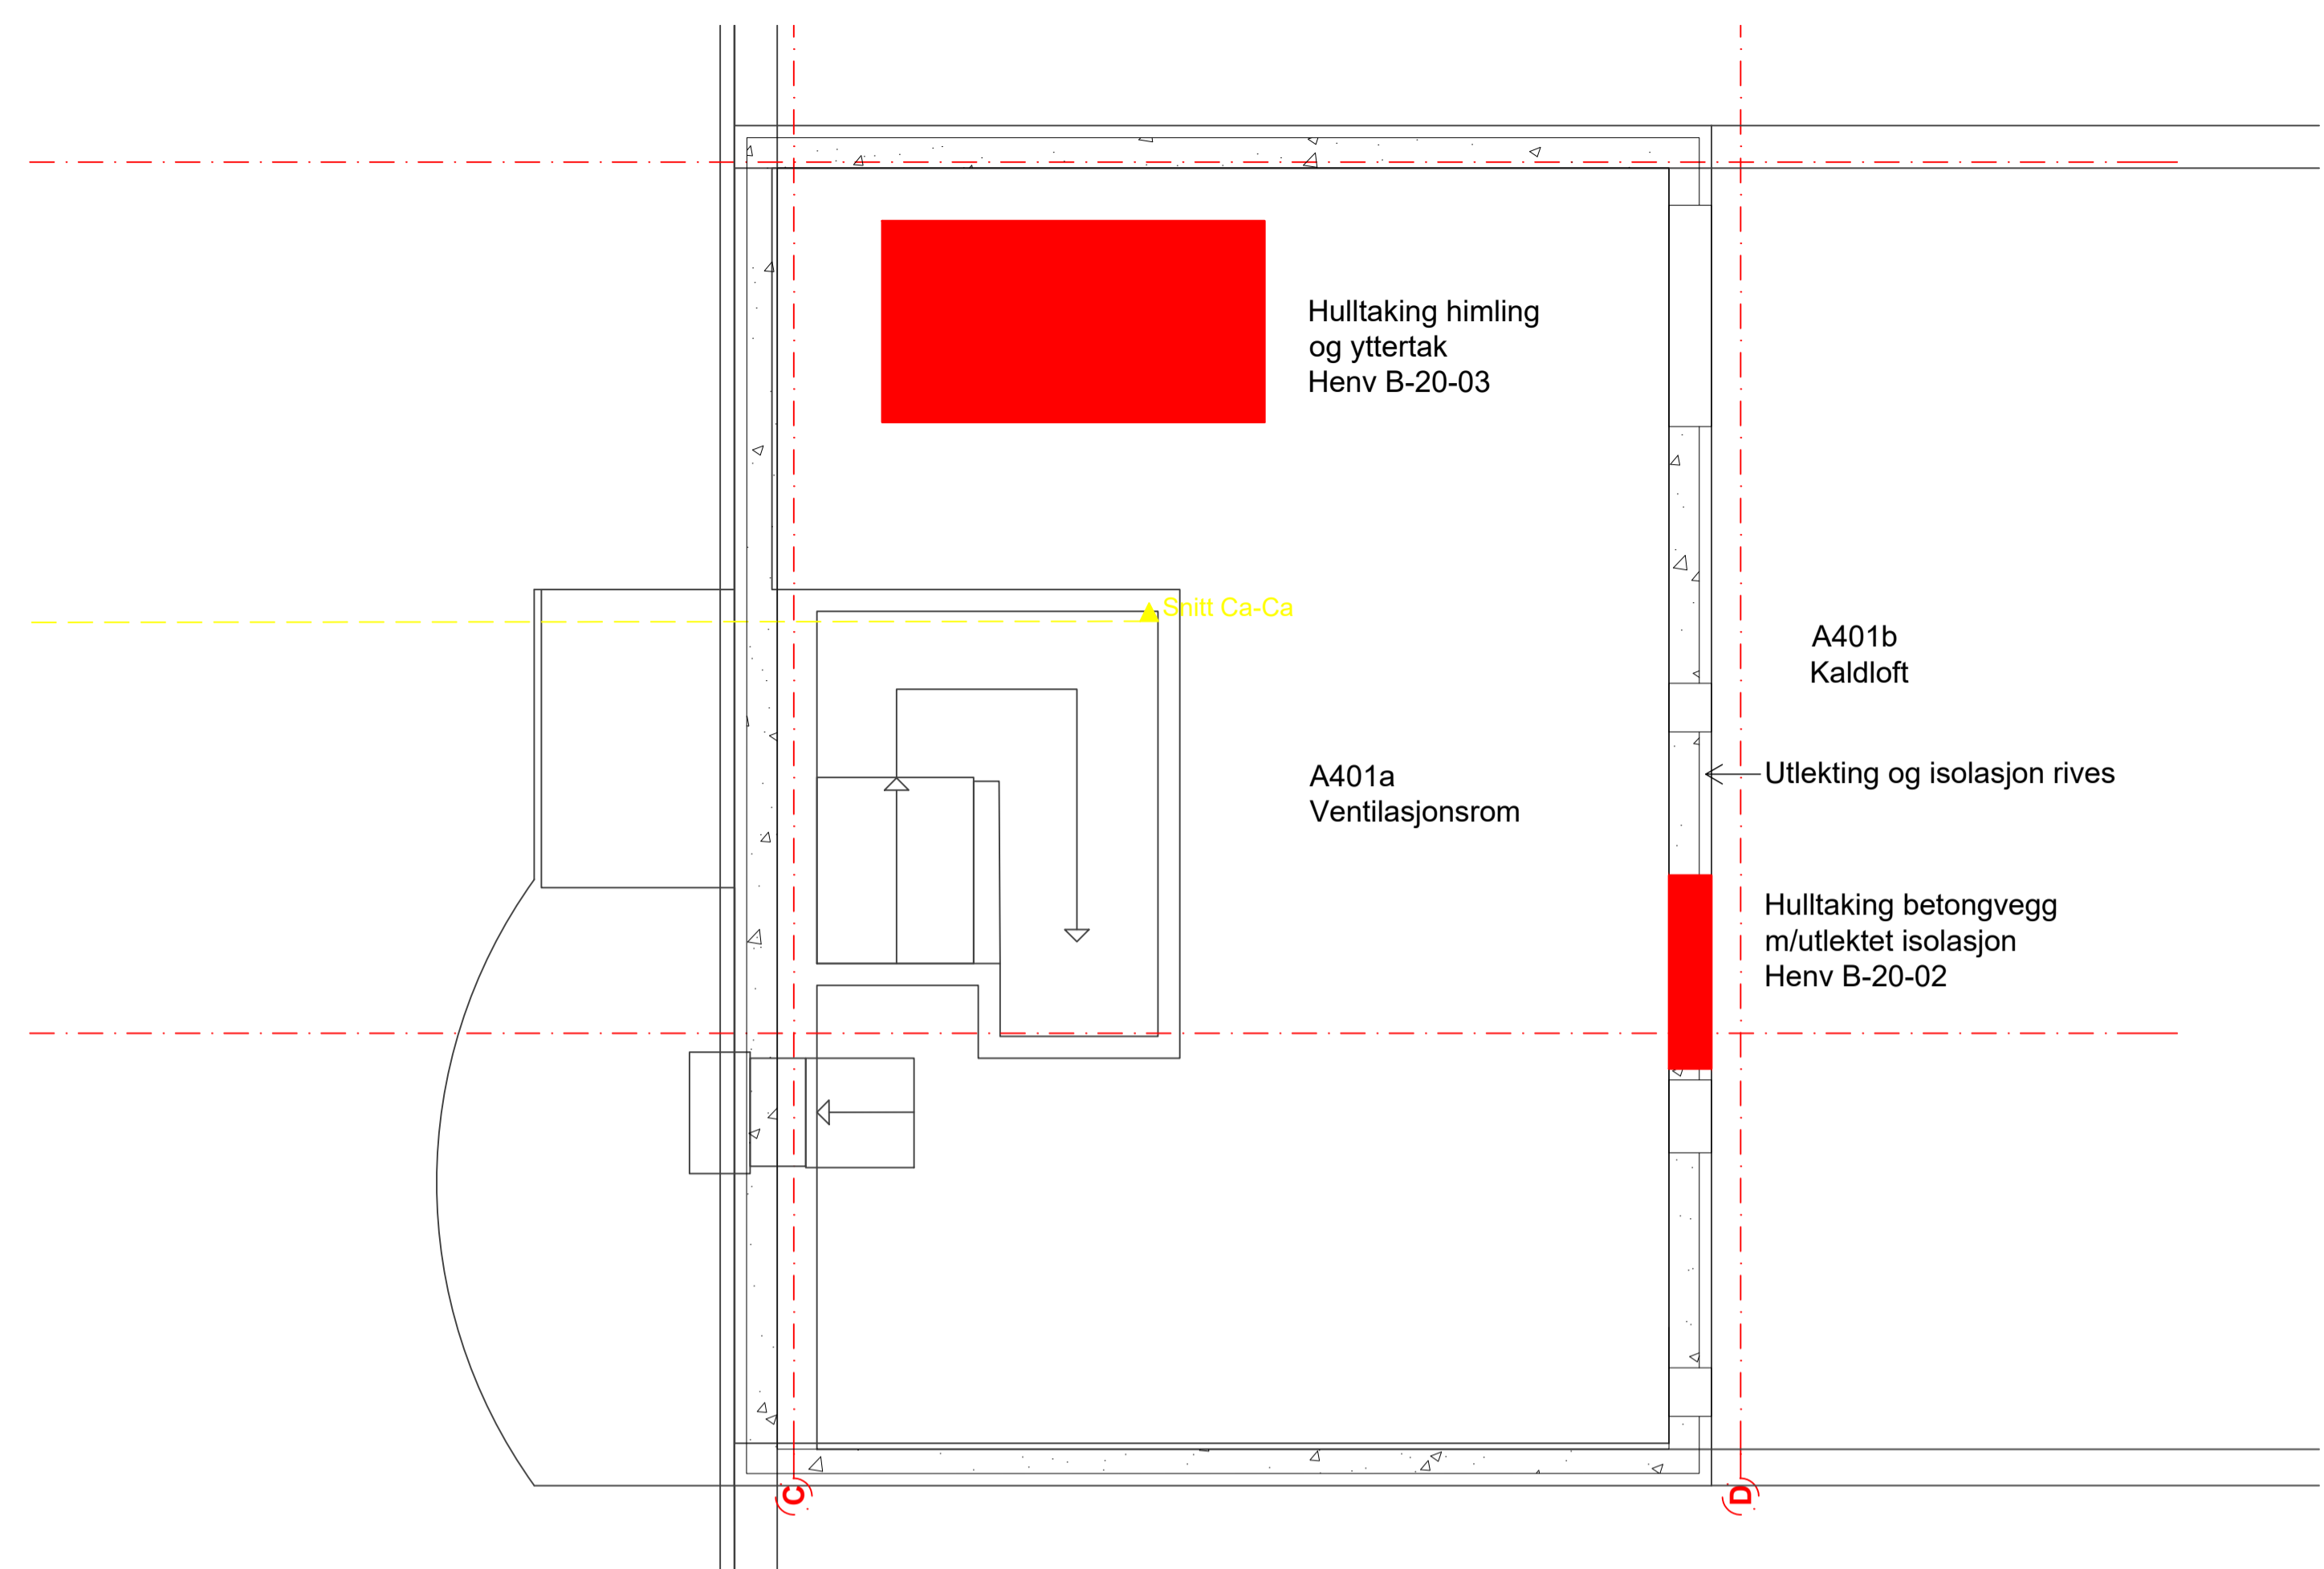 Hulltaking himling
og yttertak
Henv B-20-03
Snitt Ca-Ca
A401b
Kaldloft
A401a
Ventilasjonsrom
Utlekting og isolasjon rives
Hulltaking betongvegg
m/utlektet isolasjon
Henv B-20-02
C
D